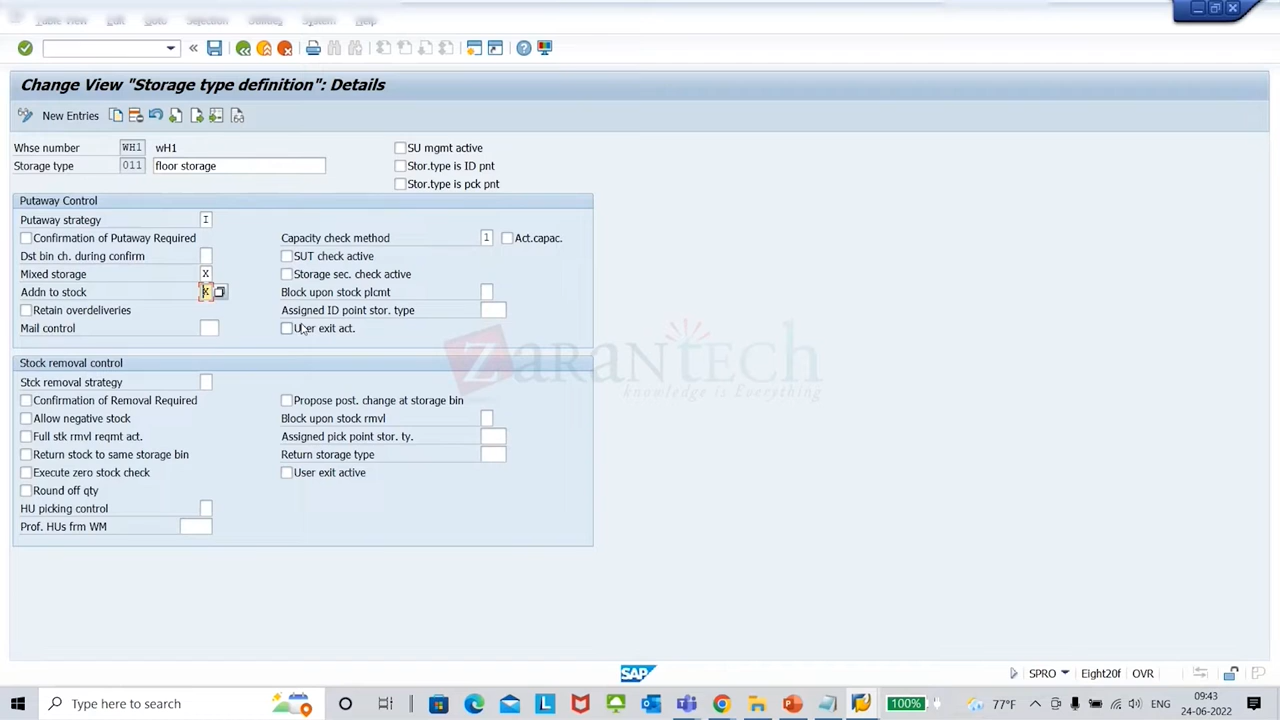 Table View Edit Goto Selection Utilities System Help
Change View "Storage type definition": Details
New Entries
Whse number WH1 wH1 SU mgmt active
Storage type 011 floor storage Stor.type is ID pnt
Stor.type is pck pnt
Putaway Control
Putaway strategy I
Confirmation of Putaway Required Capacity check method 1 Act.capac.
Dst bin ch. during confirm SUT check active
Mixed storage X Storage sec. check active
Addn to stock X Block upon stock plcmt
Retain overdeliveries Assigned ID point stor. type
Mail control User exit act.
Stock removal control
Stck removal strategy
Confirmation of Removal Required Propose post. change at storage bin
Allow negative stock Block upon stock rmvl
Full stk rmvl reqmt act. Assigned pick point stor. ty.
Return stock to same storage bin Return storage type
Execute zero stock check User exit active
Round off qty
HU picking control
Prof. HUs frm WM
ZaranTech
knowledge is Everything
SAP SPRO Eight20f OVR
Type here to search 100% 77°F ENG 09:43
24-06-2022